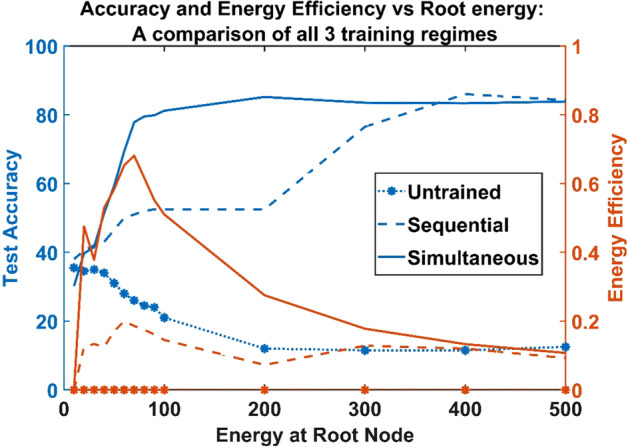 Accuracy and Energy Efficiency vs Root energy:
A comparison of all 3 training regimes
100
80
60
40
20
0
Test Accuracy
1
0.8
0.6
0.4
0.2
0
Energy Efficiency
Untrained
Sequential
Simultaneous
0 100 200 300 400 500
Energy at Root Node